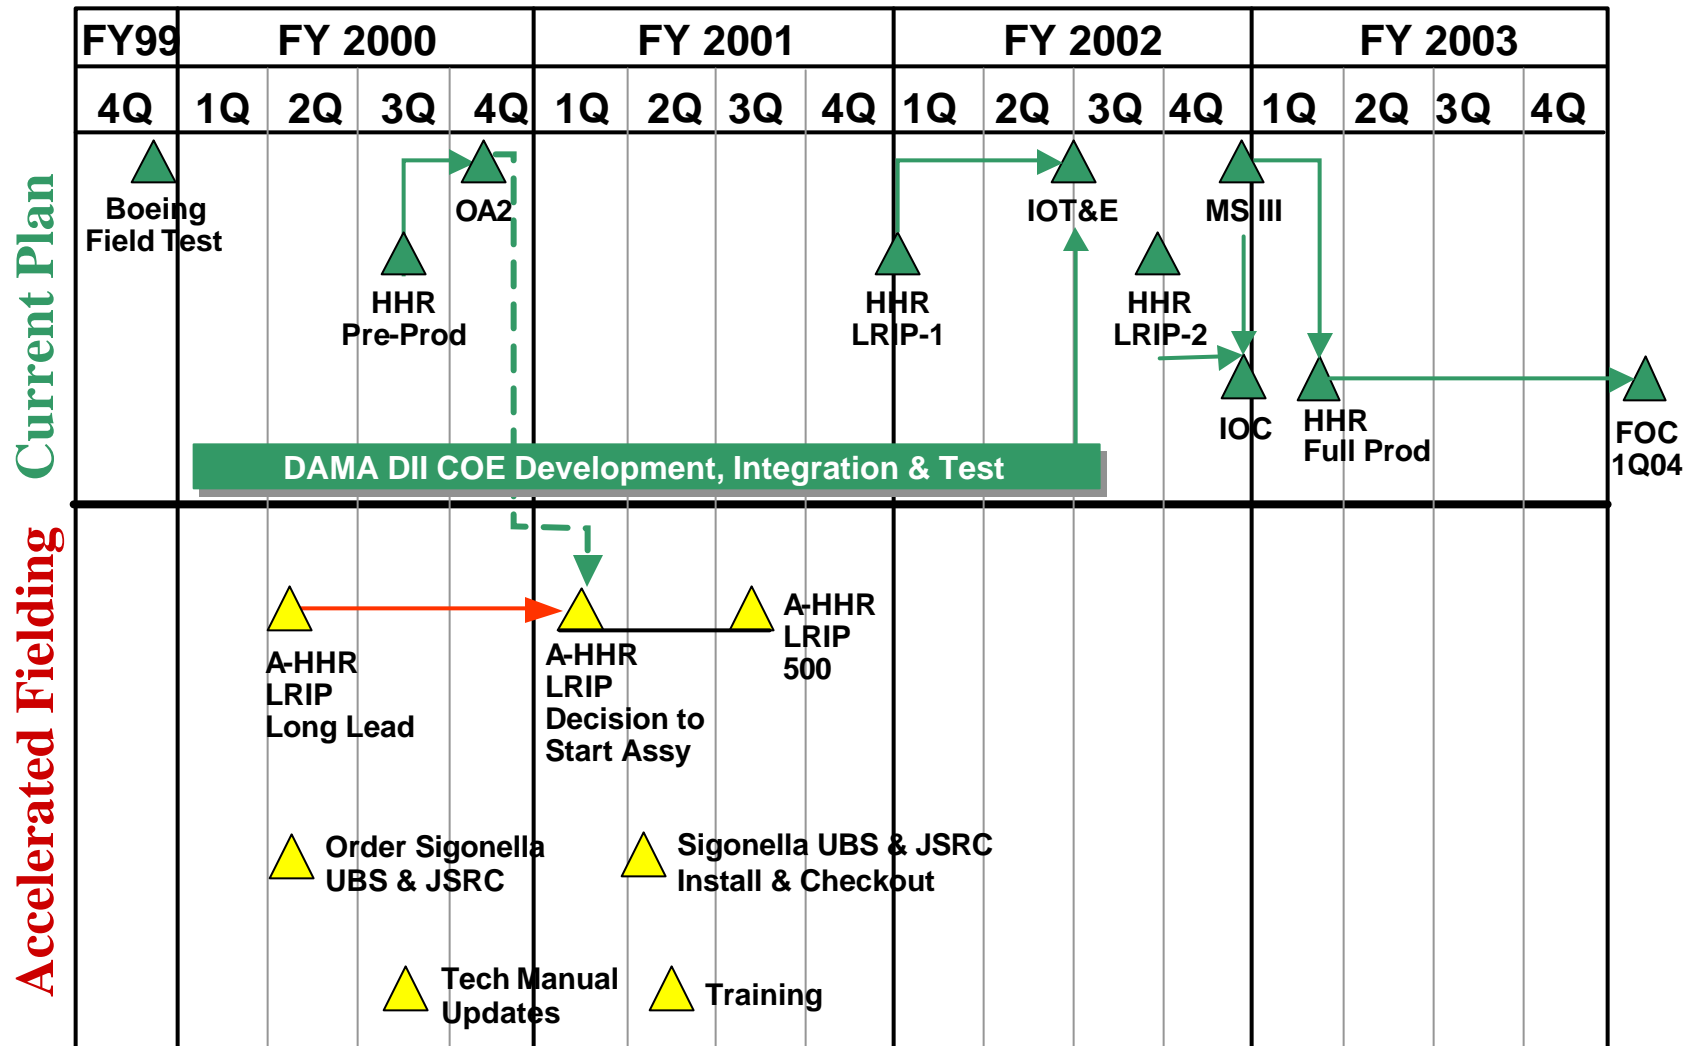 FY99 FY 2000 FY 2001 FY 2002 FY 2003
4Q 1Q 2Q 3Q 4Q 1Q 2Q 3Q 4Q 1Q 2Q 3Q 4Q 1Q 2Q 3Q 4Q
Current Plan
Boeing
Field Test
OA2
HHR
Pre-Prod
IOT&E
MS III
HHR
LRIP-1
HHR
LRIP-2
IOC
HHR
Full Prod
FOC
1Q04
DAMA DII COE Development, Integration & Test
Accelerated Fielding
A-HHR
LRIP
Long Lead
A-HHR
LRIP
Decision to
Start Assy
A-HHR
LRIP
500
Order Sigonella
UBS & JSRC
Sigonella UBS & JSRC
Install & Checkout
Tech Manual
Updates
Training